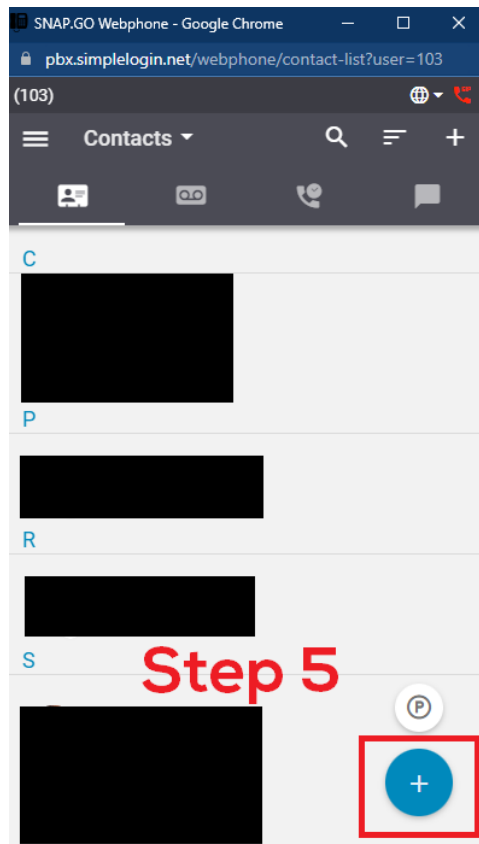 SNAP.GO Webphone - Google Chrome
pbx.simplelogin.net/webphone/contact-list?user=103
(103)
Contacts
C
P
R
S
Step 5
P